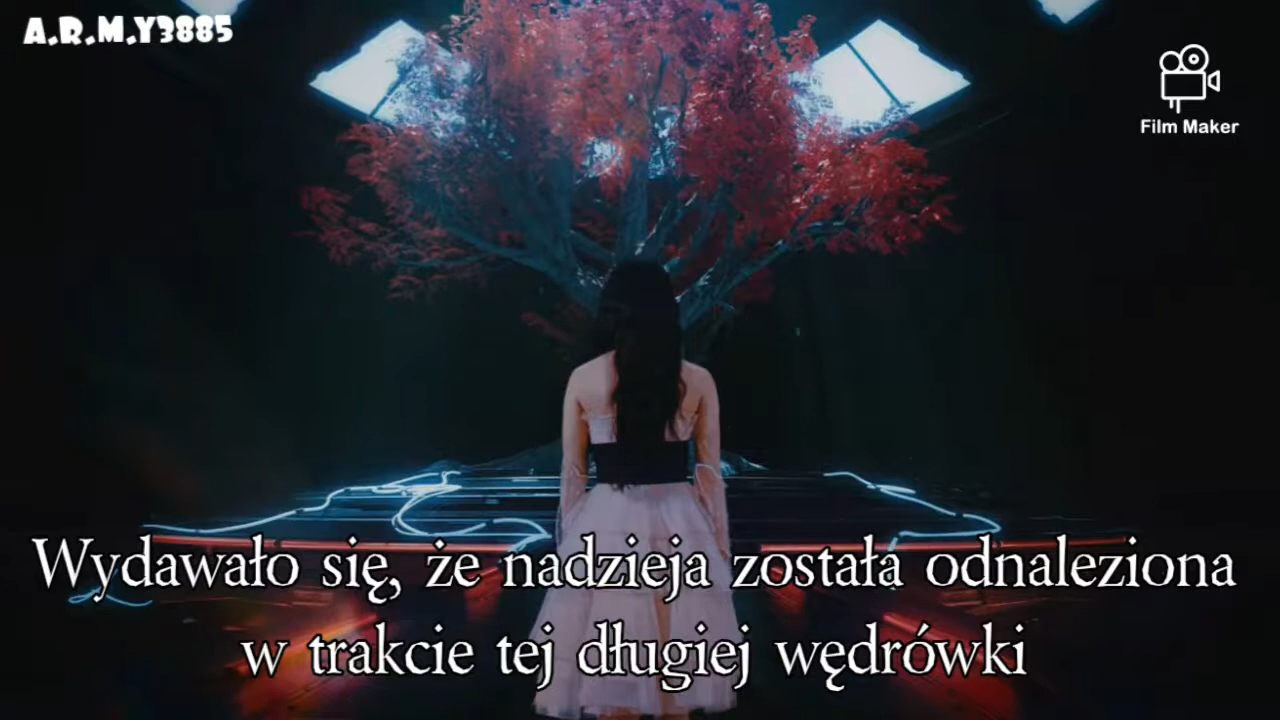 A.R.M.Y3885
Film Maker
Wydawało się, że nadzieja została odnaleziona
w trakcie tej długiej wędrówki